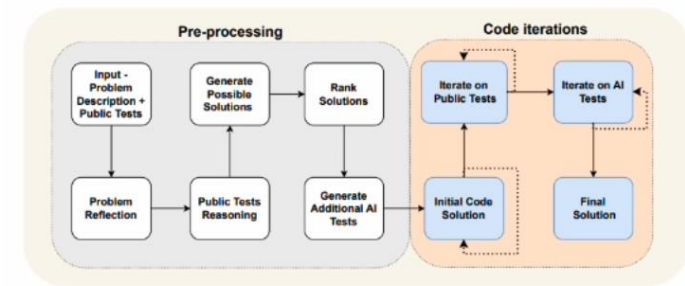 Pre-processing
Input -
Problem
Description +
Public Tests
Problem
Reflection
Public Tests
Reasoning
Generate
Possible
Solutions
Rank
Solutions
Generate
Additional AI
Tests
Code iterations
Initial Code
Solution
Iterate on
Public Tests
Iterate on AI
Tests
Final
Solution